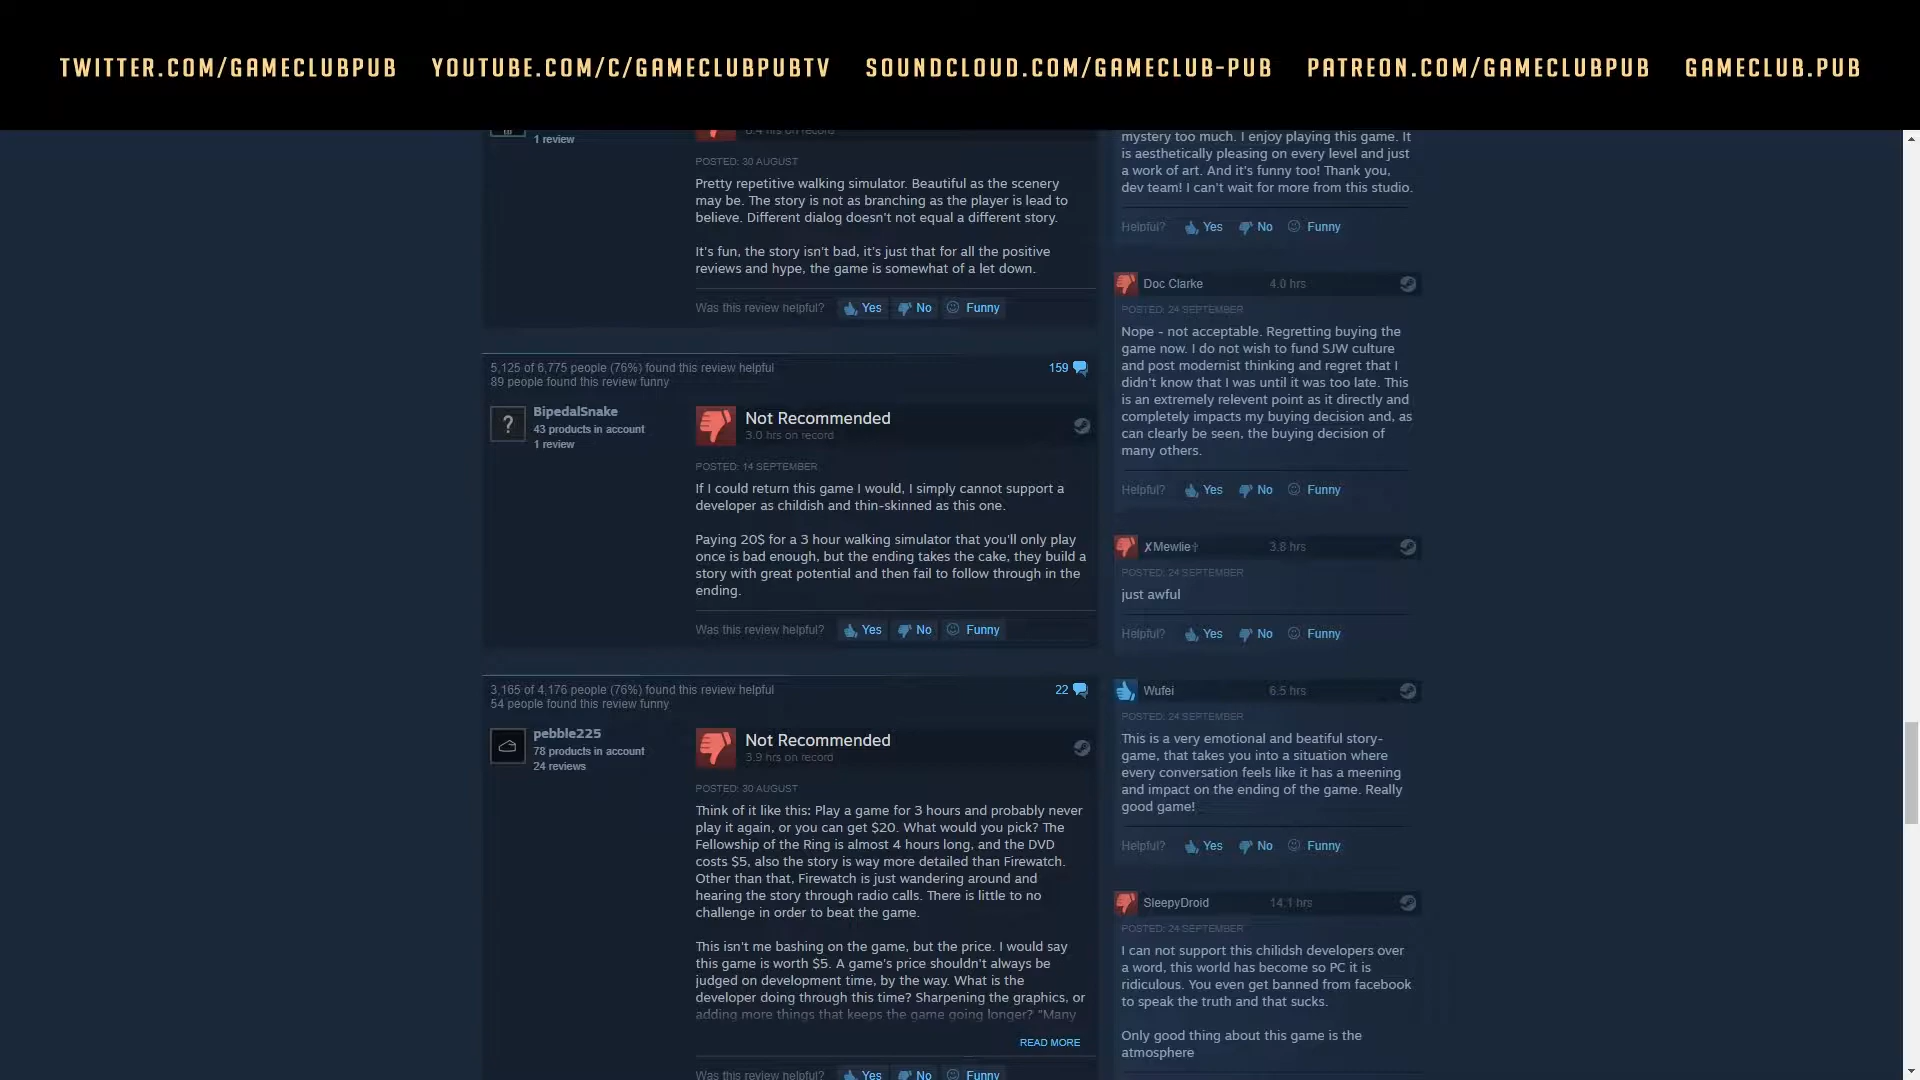 TWITTER.COM/GAMECLUBPUB YOUTUBE.COM/C/GAMECLUBPUBTV SOUNDCLOUD.COM/GAMECLUB-PUB PATREON.COM/GAMECLUBPUB GAMECLUB.PUB
1 review
6.4 hrs on record
POSTED: 30 AUGUST
Pretty repetitive walking simulator. Beautiful as the scenery
may be. The story is not as branching as the player is lead to
believe. Different dialog doesn't not equal a different story.
It's fun, the story isn't bad, it's just that for all the positive
reviews and hype, the game is somewhat of a let down.
Was this review helpful? Yes No Funny
5,125 of 6,775 people (76%) found this review helpful
89 people found this review funny
159
BipedalSnake
43 products in account
1 review
Not Recommended
3.0 hrs on record
POSTED: 14 SEPTEMBER
If I could return this game I would, I simply cannot support a
developer as childish and thin-skinned as this one.
Paying 20$ for a 3 hour walking simulator that you'll only play
once is bad enough, but the ending takes the cake, they build a
story with great potential and then fail to follow through in the
ending.
Was this review helpful? Yes No Funny
3,165 of 4,176 people (76%) found this review helpful
54 people found this review funny
22
pebble225
78 products in account
24 reviews
Not Recommended
3.9 hrs on record
POSTED: 30 AUGUST
Think of it like this: Play a game for 3 hours and probably never
play it again, or you can get $20. What would you pick? The
Fellowship of the Ring is almost 4 hours long, and the DVD
costs $5, also the story is way more detailed than Firewatch.
Other than that, Firewatch is just wandering around and
hearing the story through radio calls. There is little to no
challenge in order to beat the game.
This isn't me bashing on the game, but the price. I would say
this game is worth $5. A game's price shouldn't always be
judged on development time, by the way. What is the
developer doing through this time? Sharpening the graphics, or
adding more things that keeps the game going longer? "Many
READ MORE
Was this review helpful? Yes No Funny
mystery too much. I enjoy playing this game. It
is aesthetically pleasing on every level and just
a work of art. And it's funny too! Thank you,
dev team! I can't wait for more from this studio.
Helpful? Yes No Funny
Doc Clarke 4.0 hrs
POSTED: 24 SEPTEMBER
Nope - not acceptable. Regretting buying the
game now. I do not wish to fund SJW culture
and post modernist thinking and regret that I
didn't know that I was until it was too late. This
is an extremely relevent point as it directly and
completely impacts my buying decision and, as
can clearly be seen, the buying decision of
many others.
Helpful? Yes No Funny
✗Mewlie† 3.8 hrs
POSTED: 24 SEPTEMBER
just awful
Helpful? Yes No Funny
Wufei 6.5 hrs
POSTED: 24 SEPTEMBER
This is a very emotional and beatiful story-
game, that takes you into a situation where
every conversation feels like it has a meening
and impact on the ending of the game. Really
good game!
Helpful? Yes No Funny
SleepyDroid 14.1 hrs
POSTED: 24 SEPTEMBER
I can not support this chilidsh developers over
a word, this world has become so PC it is
ridiculous. You even get banned from facebook
to speak the truth and that sucks.
Only good thing about this game is the
atmosphere